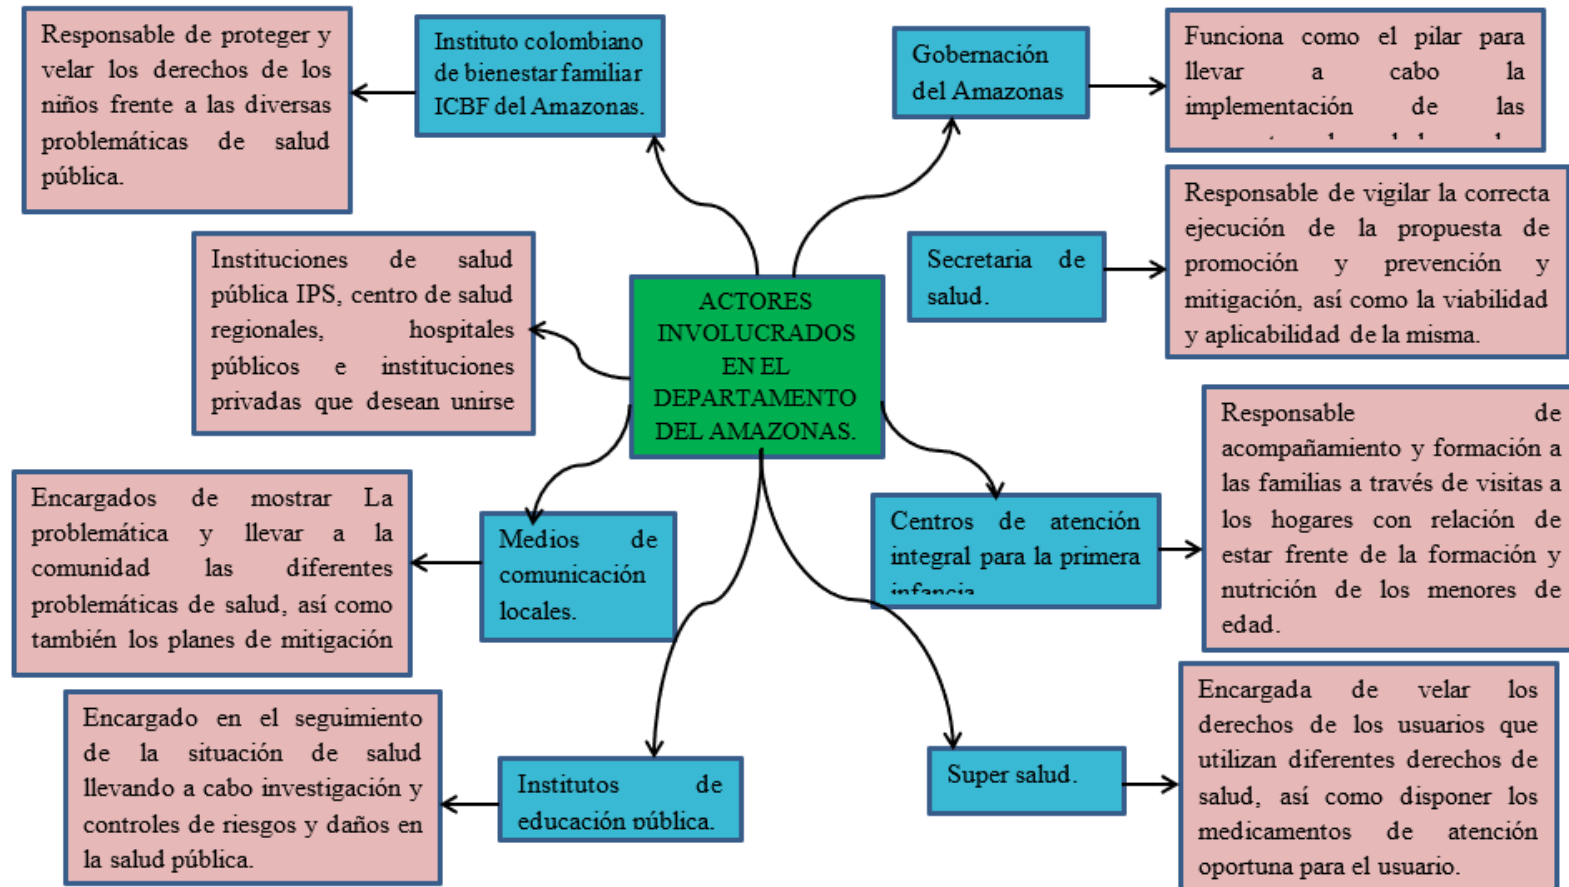 Responsable de proteger y
velar los derechos de los
niños frente a las diversas
problemáticas de salud
pública.
Instituto colombiano
de bienestar familiar
ICBF del Amazonas.
Gobernación
del Amazonas
Funciona como el pilar para
llevar a cabo la
implementación de las
Instituciones de salud
pública IPS, centro de salud
regionales, hospitales
públicos e instituciones
privadas que desean unirse
ACTORES
INVOLUCRADOS
EN EL
DEPARTAMENTO
DEL AMAZONAS.
Secretaria de
salud.
Responsable de vigilar la correcta
ejecución de la propuesta de
promoción y prevención y
mitigación, así como la viabilidad
y aplicabilidad de la misma.
Encargados de mostrar La
problemática y llevar a la
comunidad las diferentes
problemáticas de salud, así como
también los planes de mitigación
Medios de
comunicación
locales.
Centros de atención
integral para la primera
infancia
Responsable de
acompañamiento y formación a
las familias a través de visitas a
los hogares con relación de
estar frente de la formación y
nutrición de los menores de
edad.
Encargado en el seguimiento
de la situación de salud
llevando a cabo investigación y
controles de riesgos y daños en
la salud pública.
Institutos de
educación pública.
Super salud.
Encargada de velar los
derechos de los usuarios que
utilizan diferentes derechos de
salud, así como disponer los
medicamentos de atención
oportuna para el usuario.